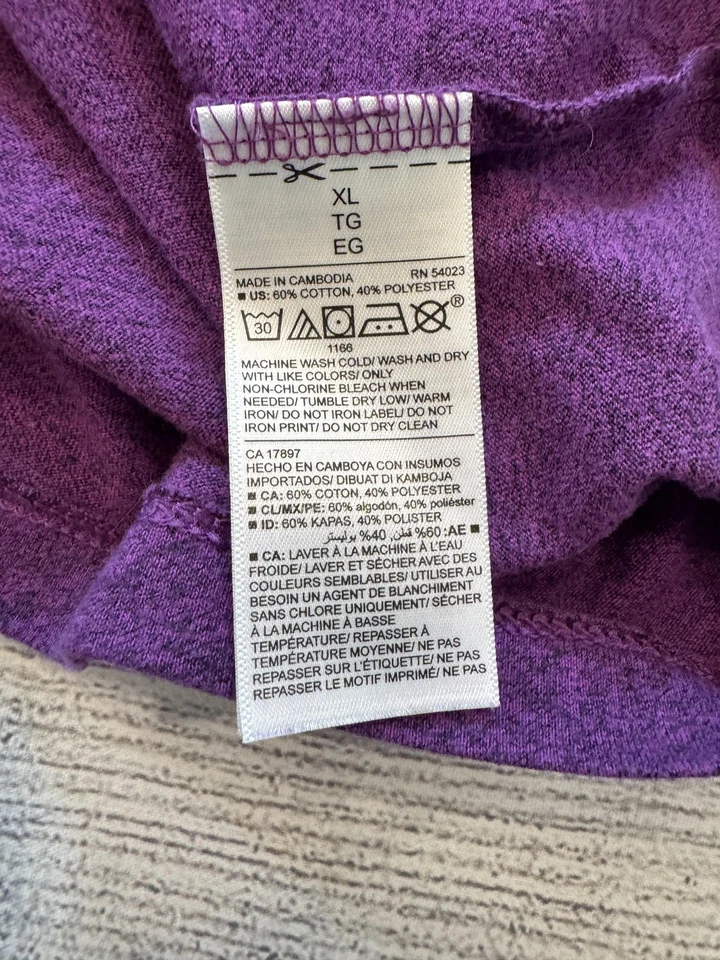 XL
TG
EG
MADE IN CAMBODIA RN 54023
US: 60% COTTON, 40% POLYESTER
30 ®
1166
MACHINE WASH COLD/ WASH AND DRY
WITH LIKE COLORS/ ONLY
NON-CHLORINE BLEACH WHEN
NEEDED/ TUMBLE DRY LOW/ WARM
IRON/ DO NOT IRON LABEL/ DO NOT
IRON PRINT/ DO NOT DRY CLEAN
CA 17897
HECHO EN CAMBOYA CON INSUMOS
IMPORTADOS/ DIBUAT DI KAMBOJA
CA: 60% COTON, 40% POLYESTER
CL/MX/PE: 60% algodón, 40% poliéster
ID: 60% KAPAS, 40% POLISTER
AE: 60% قطن, 40% بوليستر
CA: LAVER À LA MACHINE À L'EAU
FROIDE/ LAVER ET SÉCHER AVEC DES
COULEURS SEMBLABLES/ UTILISER AU
BESOIN UN AGENT DE BLANCHIMENT
SANS CHLORE UNIQUEMENT/ SÉCHER
À LA MACHINE À BASSE
TEMPÉRATURE/ REPASSER À
TEMPÉRATURE MOYENNE/ NE PAS
REPASSER SUR L'ÉTIQUETTE/ NE PAS
REPASSER LE MOTIF IMPRIMÉ/ NE PAS